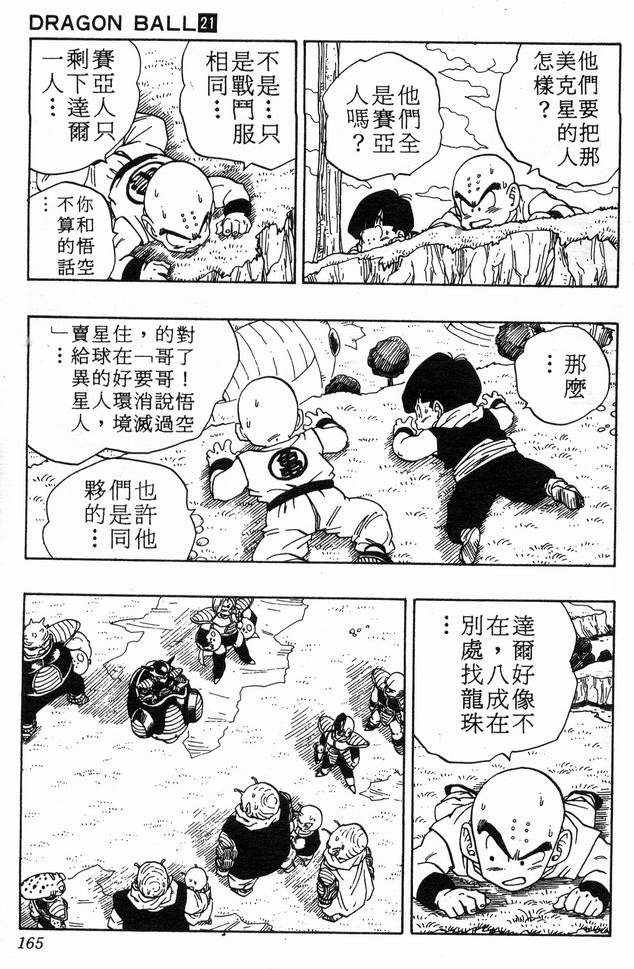 DRAGON BALL 21
他們要把那
美克星的人
怎樣？
他們全
是賽亞
人嗎？
不是…只
是戰鬥服
相同…
賽亞人只
剩下達爾
一人…
你和悟空
不算的話
…
那麼
…
對了！悟空
的哥哥說過
，「要消滅
住在好環境
星球的人，
賣給異星人
」…
也許他
們是同
夥的…
達爾好像不
在，八成在
別處找龍珠
…
165